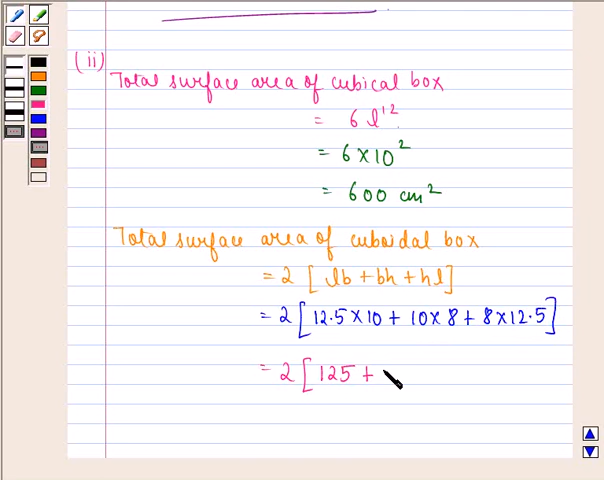 (ii)
Total surface area of cubical box
= 6 l'²
= 6 × 10²
= 600 cm²
Total surface area of cuboidal box
= 2 [ lb + bh + hl ]
= 2 [ 12.5 × 10 + 10 × 8 + 8 × 12.5 ]
= 2 [ 125 +